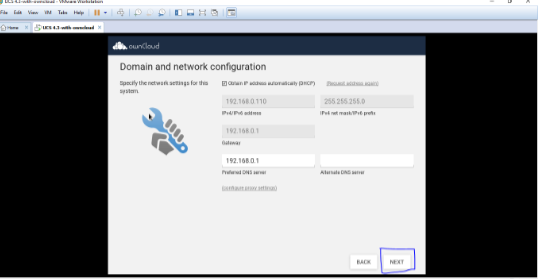 UCS 4.3-with-owncloud - VMware Workstation
File Edit View VM Tabs Help
Home × UCS 4.3-with-owncloud ×
ownCloud
Domain and network configuration
Specify the network settings for this system.
Obtain IP address automatically (DHCP) (Request address again)
192.168.0.110 255.255.255.0
IPv4/IPv6 address IPv4 net mask/IPv6 prefix
192.168.0.1
Gateway
192.168.0.1
Preferred DNS server Alternate DNS server
(configure proxy settings)
BACK NEXT